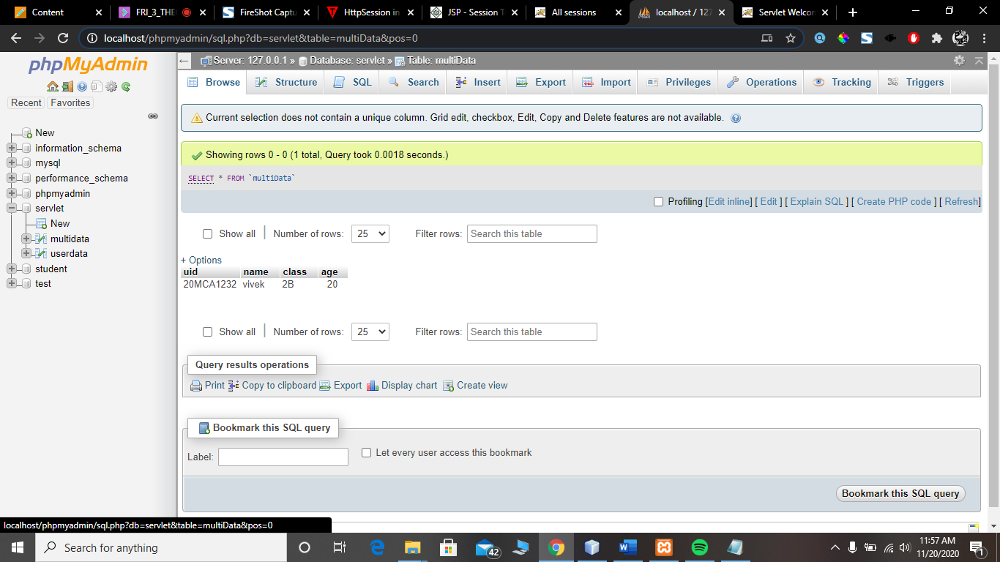 Content
FRI_3_THE
FireShot Captu
HttpSession in
JSP - Session T
All sessions
localhost / 127
Servlet Welcon
localhost/phpmyadmin/sql.php?db=servlet&table=multiData&pos=0
phpMyAdmin
Recent Favorites
New
information_schema
mysql
performance_schema
phpmyadmin
servlet
New
multidata
userdata
student
test
Server: 127.0.0.1 » Database: servlet » Table: multiData
Browse Structure SQL Search Insert Export Import Privileges Operations Tracking Triggers
Current selection does not contain a unique column. Grid edit, checkbox, Edit, Copy and Delete features are not available.
Showing rows 0 - 0 (1 total, Query took 0.0018 seconds.)
SELECT * FROM `multiData`
Profiling [Edit inline] [ Edit ] [ Explain SQL ] [ Create PHP code ] [ Refresh]
Show all | Number of rows: 25 Filter rows: Search this table
+ Options
uid name class age
20MCA1232 vivek 2B 20
Show all | Number of rows: 25 Filter rows: Search this table
Query results operations
Print Copy to clipboard Export Display chart Create view
Bookmark this SQL query
Label: Let every user access this bookmark
Bookmark this SQL query
localhost/phpmyadmin/sql.php?db=servlet&table=multiData&pos=0
Search for anything
42
11:57 AM
11/20/2020
1